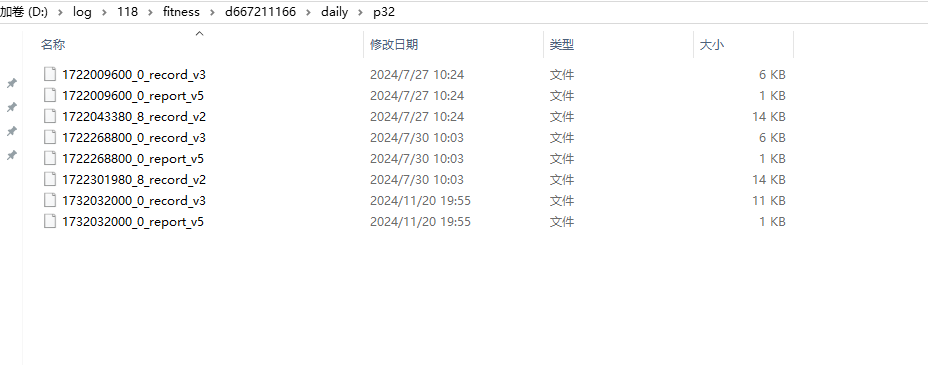 加卷 (D:) > log > 118 > fitness > d667211166 > daily > p32
名称 修改日期 类型 大小
1722009600_0_record_v3 2024/7/27 10:24 文件 6 KB
1722009600_0_report_v5 2024/7/27 10:24 文件 1 KB
1722043380_8_record_v2 2024/7/27 10:24 文件 14 KB
1722268800_0_record_v3 2024/7/30 10:03 文件 6 KB
1722268800_0_report_v5 2024/7/30 10:03 文件 1 KB
1722301980_8_record_v2 2024/7/30 10:03 文件 14 KB
1732032000_0_record_v3 2024/11/20 19:55 文件 11 KB
1732032000_0_report_v5 2024/11/20 19:55 文件 1 KB